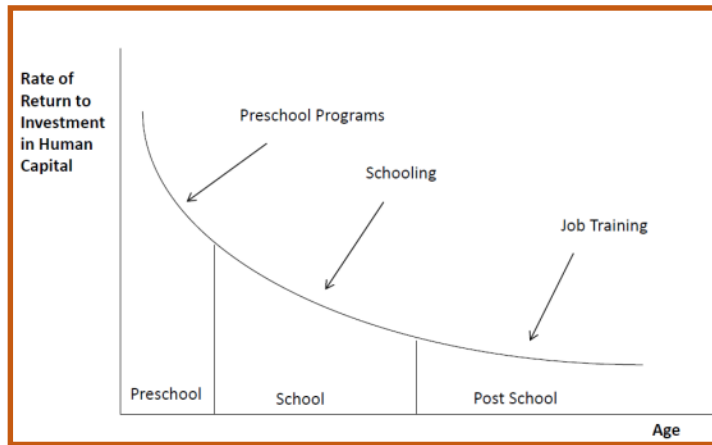 Rate of
Return to
Investment
in Human
Capital
Preschool Programs
Schooling
Job Training
Preschool
School
Post School
Age